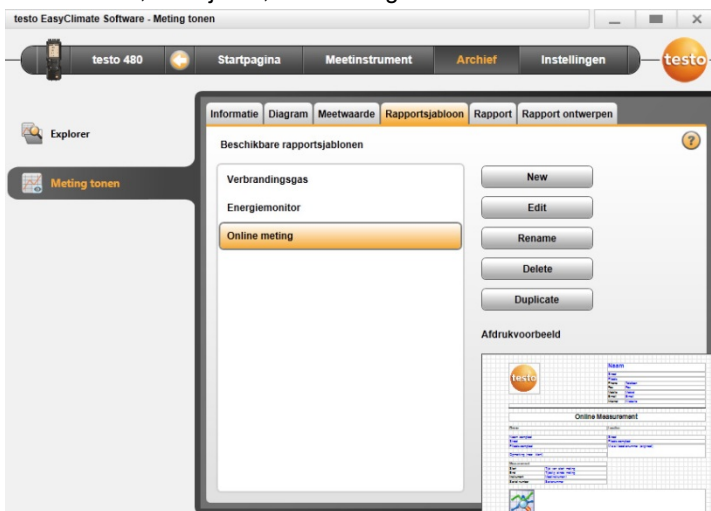 testo EasyClimate Software - Meting tonen
testo 480
Startpagina
Meetinstrument
Archief
Instellingen
testo
Explorer
Meting tonen
Informatie
Diagram
Meetwaarde
Rapportsjabloon
Rapport
Rapport ontwerpen
Beschikbare rapportsjablonen
?
Verbrandingsgas
Energiemonitor
Online meting
New
Edit
Rename
Delete
Duplicate
Afdrukvoorbeeld
testo
Naam
Online Measurement